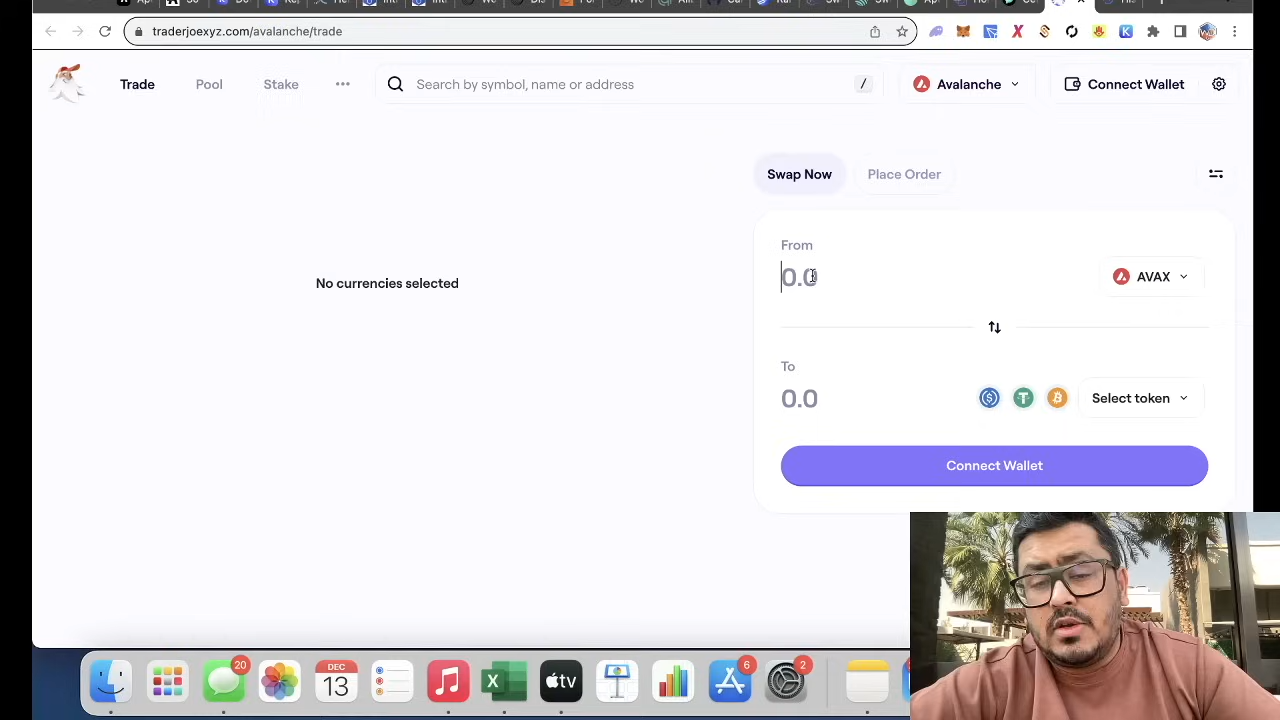 traderjoexyz.com/avalanche/trade
Trade
Pool
Stake
Search by symbol, name or address
/
Avalanche
Connect Wallet
Swap Now
Place Order
From
0.0
AVAX
No currencies selected
To
0.0
Select token
Connect Wallet
20
DEC
13
tv
6
2